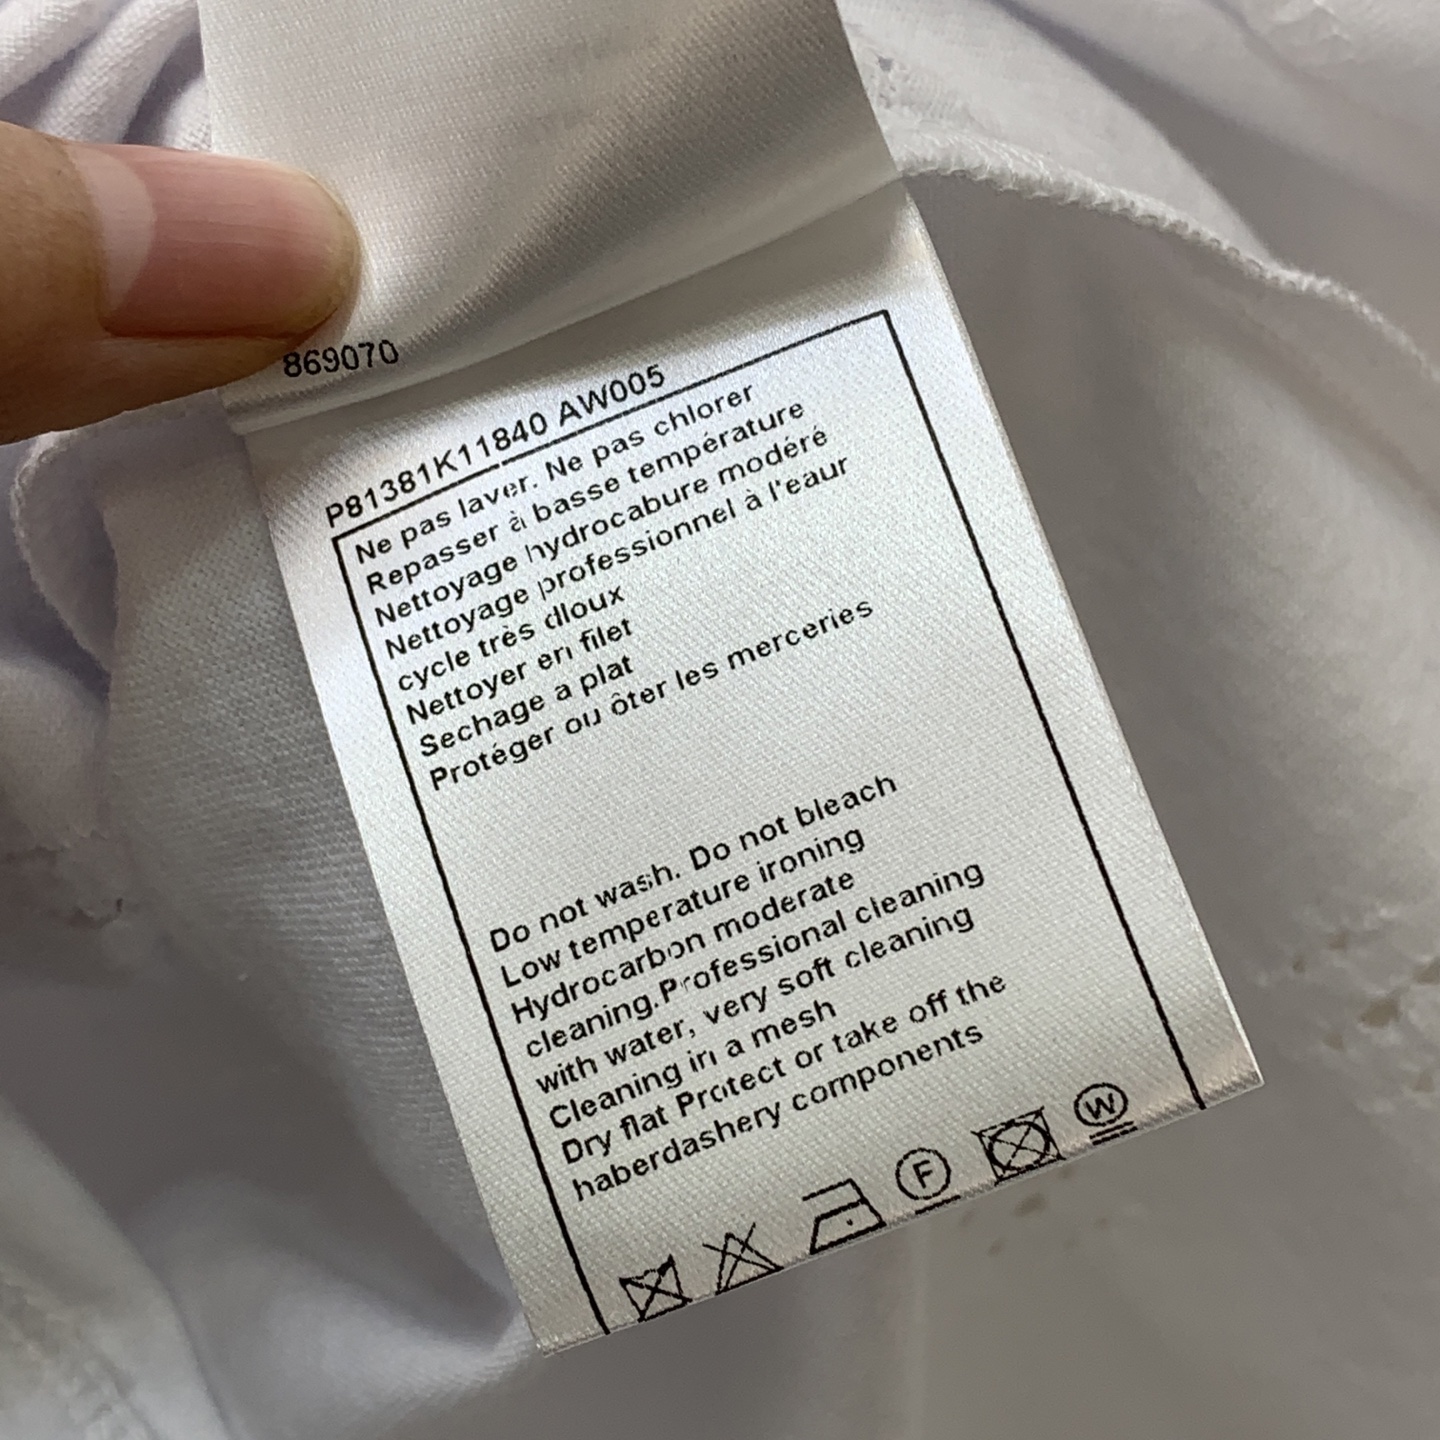 869070
P81381K11840 AW005
Ne pas laver. Ne pas chlorer
Repasser à basse température
Nettoyage hydrocabure modéré
Nettoyage professionnel à l'eaur
cycle très dloux
Nettoyer en filet
Sechage a plat
Protéger ou ôter les merceries
Do not wash. Do not bleach
Low temperature ironing
Hydrocarbon moderate
cleaning.Professional cleaning
with water, very soft cleaning
Cleaning in a mesh
Dry flat Protect or take off the
haberdashery components
F
W